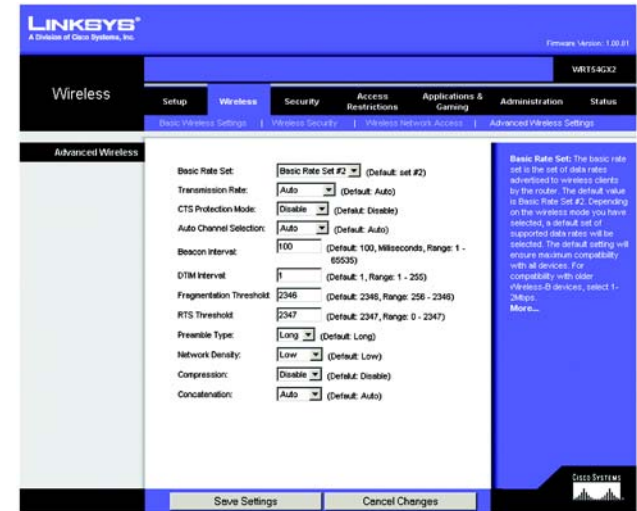 LINKSYS®
A Division of Cisco Systems, Inc.
Firmware Version: 1.00.01
WRT54GX2
Wireless
Setup Wireless Security Access Restrictions Applications & Gaming Administration Status
Basic Wireless Settings | Wireless Security | Wireless Network Access | Advanced Wireless Settings
Advanced Wireless
Basic Rate Set: Basic Rate Set #2 (Default: set #2)
Transmission Rate: Auto (Default: Auto)
CTS Protection Mode: Disable (Defalut: Disable)
Auto Channel Selection: Auto (Default: Auto)
Beacon Interval: 100 (Default: 100, Miliseconds, Range: 1 -
65535)
DTIM Interval: 1 (Default: 1, Range: 1 - 255)
Fragmentation Threshold: 2346 (Default: 2346, Range: 256 - 2346)
RTS Threshold: 2347 (Default: 2347, Range: 0 - 2347)
Preamble Type: Long (Default: Long)
Network Density: Low (Default: Low)
Compression: Disable (Defalut: Disable)
Concatenation: Auto (Default: Auto)
Basic Rate Set: The basic rate
set is the set of data rates
advertised to wireless clients
by the router. The default value
is Basic Rate Set #2. Depending
on the wireless mode you have
selected, a default set of
supported data rates will be
selected. The default setting will
ensure maximum compatibility
with all devices. For
compatibility with older
Wireless-B devices, select 1-
2Mbps.
More...
Save Settings Cancel Changes
CISCO SYSTEMS